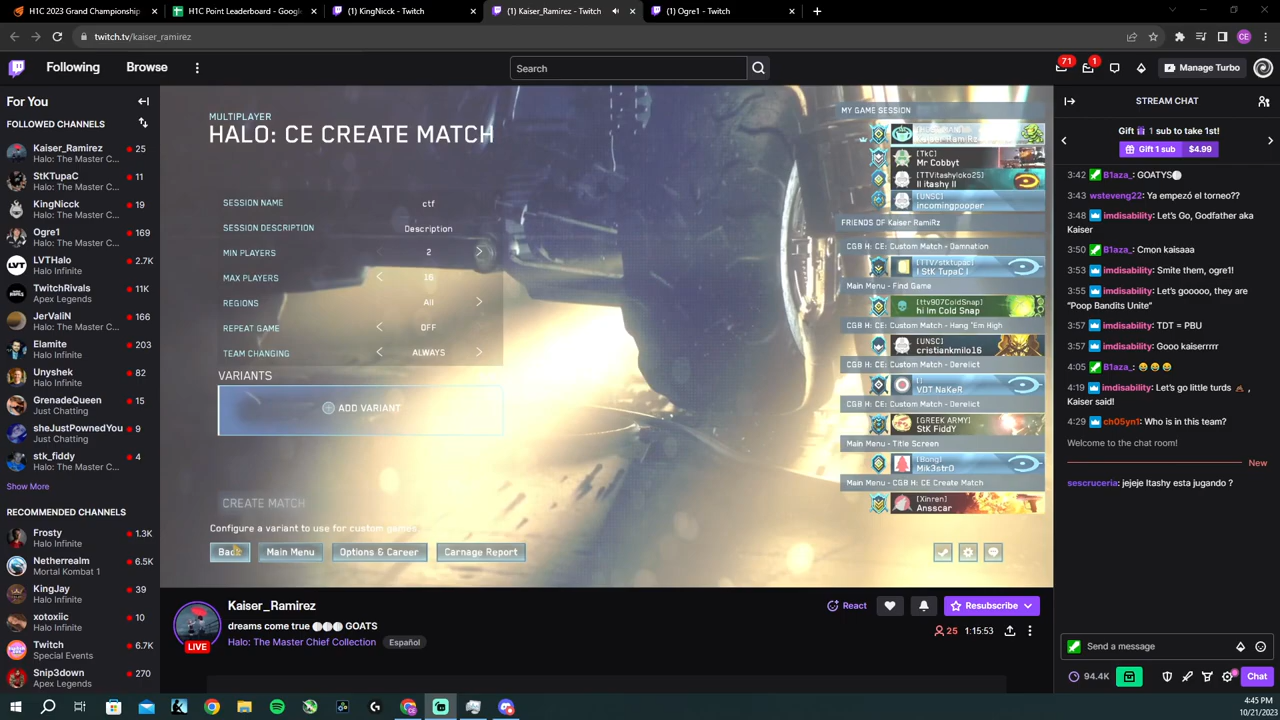 H1C 2023 Grand Championship
H1C Point Leaderboard - Google
(1) KingNicck - Twitch
(1) Kaiser_Ramirez - Twitch
(1) Ogre1 - Twitch
twitch.tv/kaiser_ramirez
CE
Following
Browse
Search
71
1
Manage Turbo
For You
FOLLOWED CHANNELS
Kaiser_Ramirez
25
Halo: The Master C...
StKTupaC
11
Halo: The Master C...
KingNicck
19
Halo: The Master C...
Ogre1
169
Halo: The Master C...
LVT
LVTHalo
2.7K
Halo Infinite
TwitchRivals
11K
Apex Legends
JerValiN
166
Halo: The Master C...
Elamite
203
Halo: The Master C...
Unyshek
82
Halo: The Master C...
GrenadeQueen
15
Just Chatting
sheJustPownedYou
9
Just Chatting
stk_fiddy
4
Halo: The Master C...
Show More
RECOMMENDED CHANNELS
Frosty
1.3K
Halo Infinite
Netherrealm
6.5K
Mortal Kombat 1
KingJay
39
Halo Infinite
xotoxiic
10
Halo Infinite
Twitch
6.7K
Special Events
Snip3down
270
Apex Legends
MULTIPLAYER
HALO: CE CREATE MATCH
SESSION NAME
ctf
SESSION DESCRIPTION
Description
MIN PLAYERS
2
MAX PLAYERS
16
REGIONS
All
REPEAT GAME
OFF
TEAM CHANGING
ALWAYS
VARIANTS
ADD VARIANT
CREATE MATCH
Configure a variant to use for custom games.
Back
Main Menu
Options & Career
Carnage Report
MY GAME SESSION
Kaiser RamiRz
[TkC]
Mr Cobbyt
[TTVitashyloko25]
II itashy II
[UNSC]
incomingpooper
FRIENDS OF Kaiser RamiRz
CGB H: CE: Custom Match - Damnation
[TTV/stktupac]
I StK TupaC I
Main Menu - Find Game
[ttv907ColdSnap]
hi Im Cold Snap
CGB H: CE: Custom Match - Hang "Em High
[UNSC]
cristiankmilo16
CGB H: CE: Custom Match - Derelict
[ ]
VDT NaKeR
CGB H: CE: Custom Match - Derelict
[GREEK ARMY]
StK FiddY
Main Menu - Title Screen
[Bong]
Mik3strD
Main Menu - CGB H: CE Create Match
[Xinren]
Ansscar
LIVE
Kaiser_Ramirez
dreams come true ⚪⚪⚪ GOATS
Halo: The Master Chief Collection
Español
React
Resubscribe
25
1:15:53
STREAM CHAT
Gift 1 sub to take 1st!
Gift 1 sub
$4.99
3:42 B1aza_: GOATYS⚪
3:43 wsteveng22: Ya empezó el torneo??
3:48 imdisability: Let's Go, Godfather aka
Kaiser
3:50 B1aza_: Cmon kaisaaa
3:53 imdisability: Smite them, ogre1!
3:55 imdisability: Let's gooooo, they are
"Poop Bandits Unite"
3:57 imdisability: TDT = PBU
3:57 imdisability: Gooo kaiserrrrr
4:05 B1aza_: 😂 😂 😂
4:19 imdisability: Let's go little turds 💩 ,
Kaiser said!
4:29 ch05yn1: Who is in this team?
Welcome to the chat room!
New
sescruceria: jejeje Itashy esta jugando ?
Send a message
94.4K
Chat
4:45 PM
10/21/2023